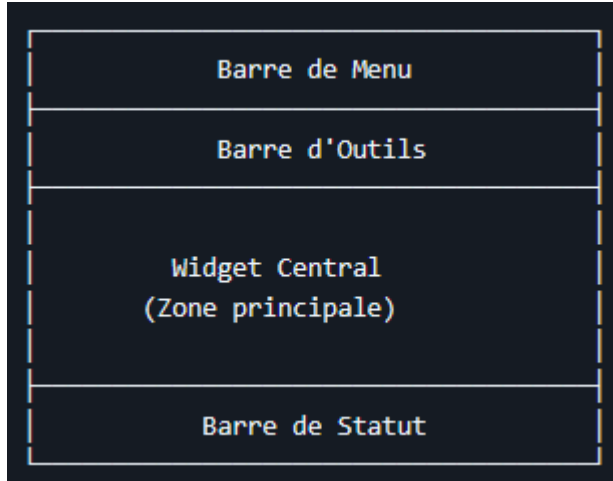 Barre de Menu
Barre d'Outils
Widget Central
(Zone principale)
Barre de Statut